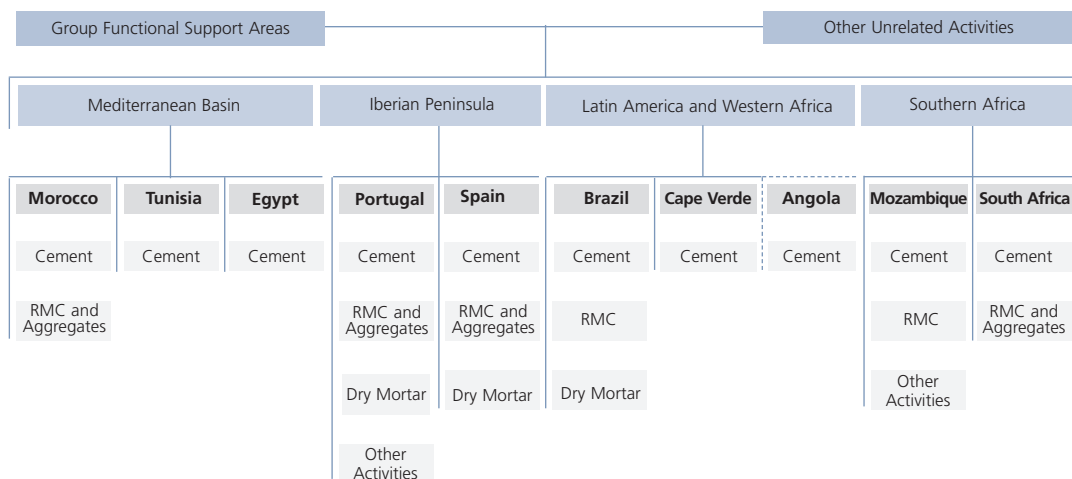 Group Functional Support Areas
Other Unrelated Activities
Mediterranean Basin
Iberian Peninsula
Latin America and Western Africa
Southern Africa
Morocco
Tunisia
Egypt
Portugal
Spain
Brazil
Cape Verde
Angola
Mozambique
South Africa
Cement
Cement
Cement
Cement
Cement
Cement
Cement
Cement
Cement
Cement
RMC and
Aggregates
RMC and
Aggregates
RMC and
Aggregates
RMC
RMC
RMC and
Aggregates
Dry Mortar
Dry Mortar
Dry Mortar
Other
Activities
Other
Activities